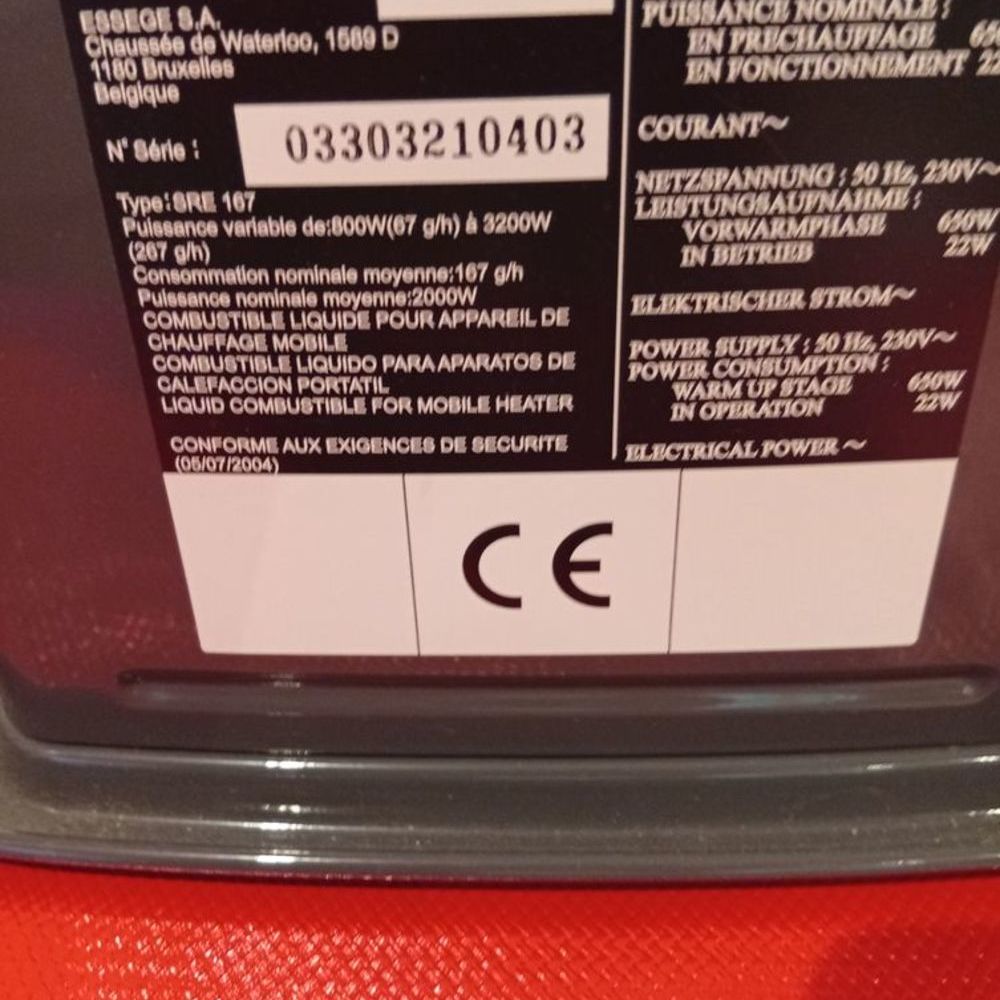 ESSEGE S.A.
Chaussée de Waterloo, 1589 D
1180 Bruxelles
Belgique
N° Série : 03303210403
Type:SRE 167
Puissance variable de:800W(67 g/h) à 3200W
(267 g/h)
Consommation nominale moyenne:167 g/h
Puissance nominale moyenne:2000W
COMBUSTIBLE LIQUIDE POUR APPAREIL DE
CHAUFFAGE MOBILE
COMBUSTIBLE LIQUIDO PARA APARATOS DE
CALEFACCION PORTATIL
LIQUID COMBUSTIBLE FOR MOBILE HEATER
CONFORME AUX EXIGENCES DE SECURITE
(05/07/2004)
PUISSANCE NOMINALE :
EN PRECHAUFFAGE
EN FONCTIONNEMENT 22
COURANT~
NETZSPANNUNG : 50 Hz, 230V~
LEISTUNGSAUFNAHME :
VORWARMPHASE 650W
IN BETRIEB 22W
ELEKTRISCHER STROM~
POWER SUPPLY : 50 Hz, 230V~
POWER CONSUMPTION :
WARM UP STAGE 650W
IN OPERATION 22W
ELECTRICAL POWER ~
CE